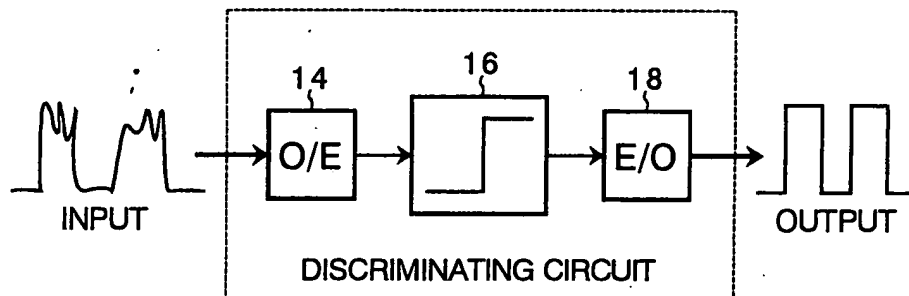 14 16 18
O/E E/O
INPUT OUTPUT
DISCRIMINATING CIRCUIT